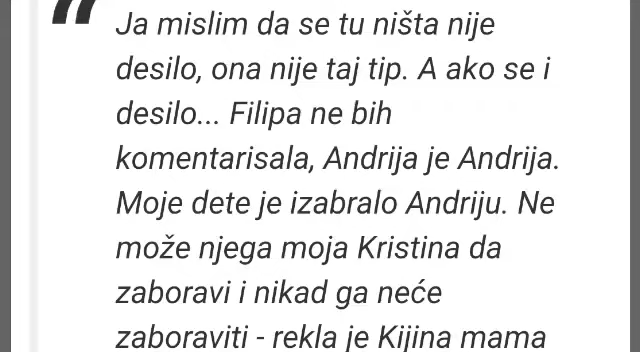 Ja mislim da se tu ništa nije
desilo, ona nije taj tip. A ako se i
desilo... Filipa ne bih
komentarisala, Andrija je Andrija.
Moje dete je izabralo Andriju. Ne
može njega moja Kristina da
zaboravi i nikad ga neće
zaboraviti - rekla je Kijina mama